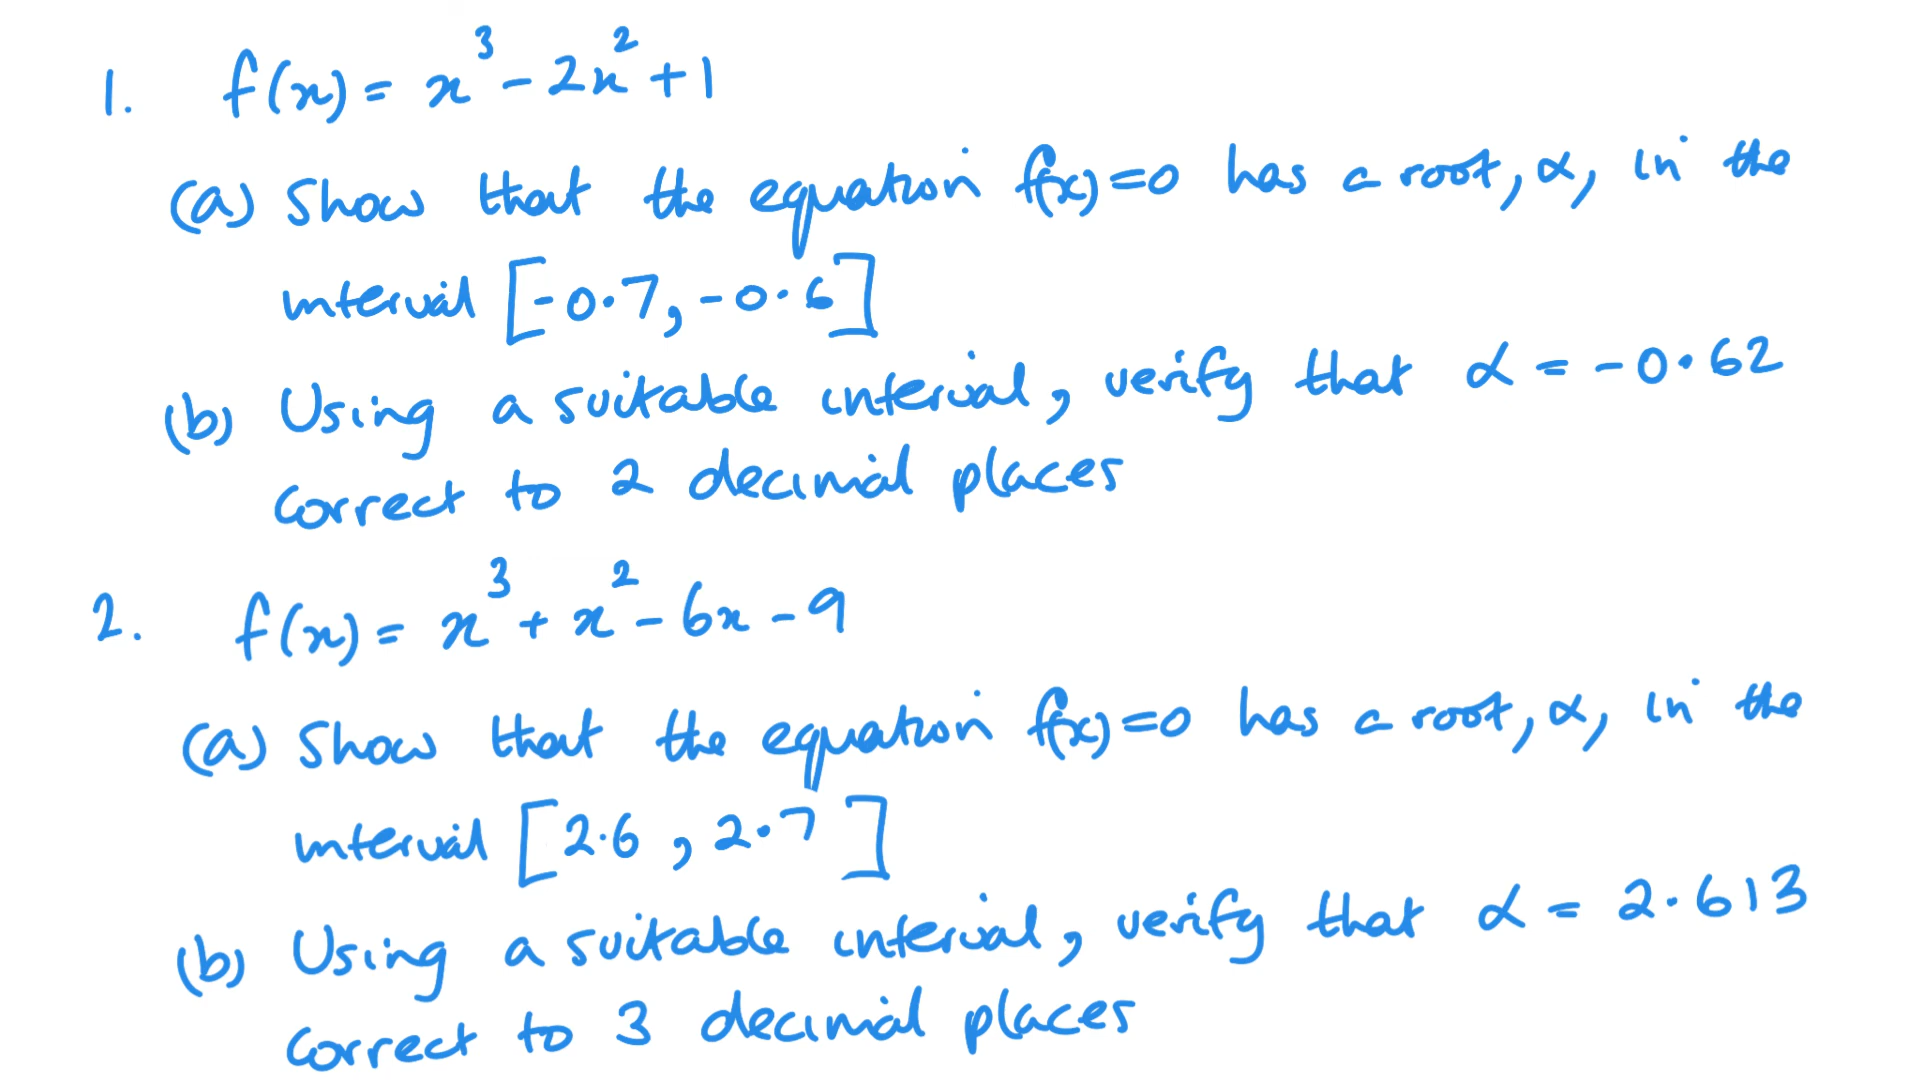 1. f(x) = x³ - 2x² + 1
(a) Show that the equation f(x)=0 has a root, α, in the
interval [-0.7, -0.6]
(b) Using a suitable interval, verify that α = -0.62
correct to 2 decimal places
2. f(x) = x³ + x² - 6x - 9
(a) Show that the equation f(x)=0 has a root, α, in the
interval [2.6, 2.7]
(b) Using a suitable interval, verify that α = 2.613
correct to 3 decimal places